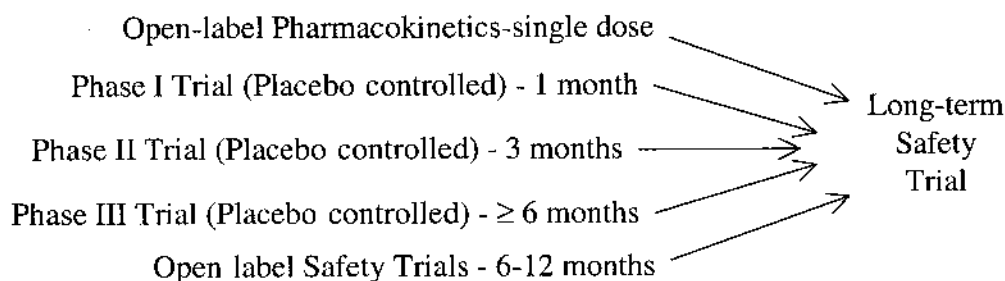 Open-label Pharmacokinetics-single dose
Phase I Trial (Placebo controlled) - 1 month
Phase II Trial (Placebo controlled) - 3 months
Phase III Trial (Placebo controlled) - ≥ 6 months
Open label Safety Trials - 6-12 months
Long-term
Safety
Trial